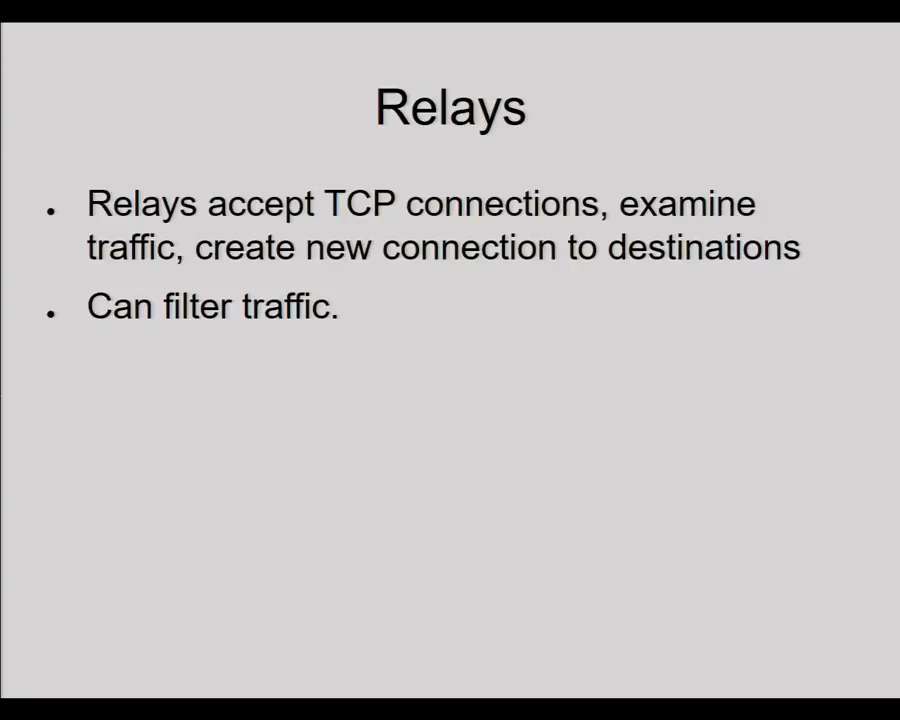 Relays
• Relays accept TCP connections, examine
traffic, create new connection to destinations
• Can filter traffic.